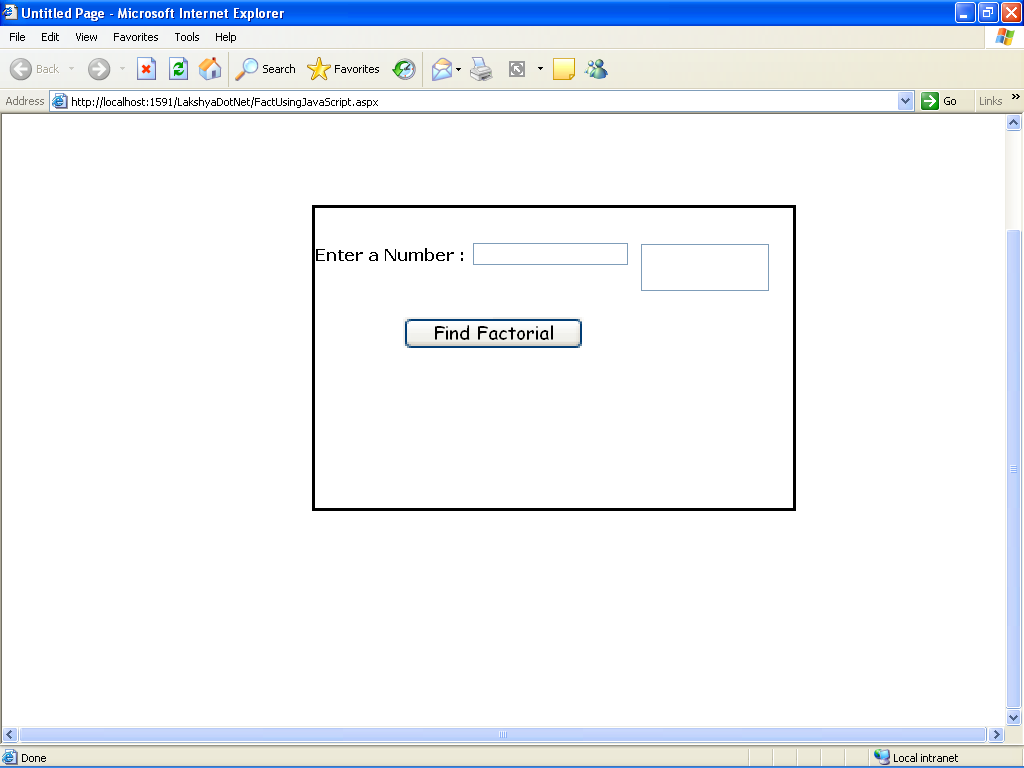 Untitled Page - Microsoft Internet Explorer
File Edit View Favorites Tools Help
Back Search Favorites
Address http://localhost:1591/LakshyaDotNet/FactUsingJavaScript.aspx Go Links »
Enter a Number :
Find Factorial
Done Local intranet